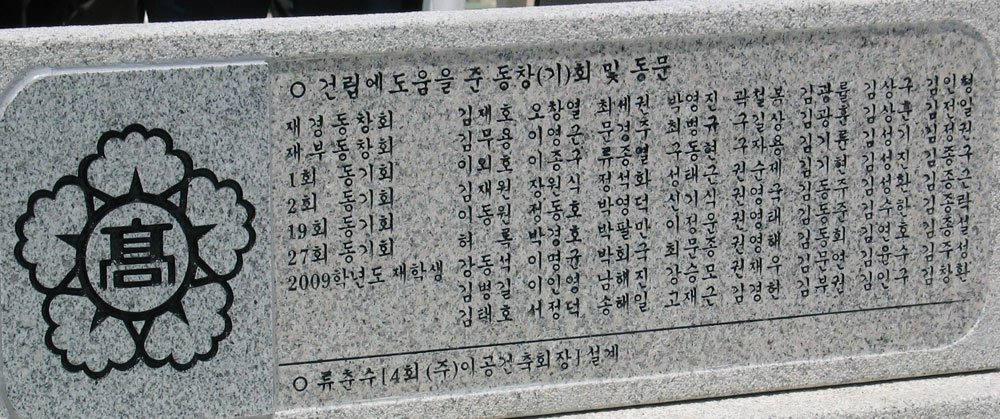 高
○ 건립에 도움을 준 동창(기)회 및 동문
재경동창회 김재호 오창열 최세권 박영진 곽철복 김광률 김상구 김인형
재부동창회 김무용 이영근 문경주 최병규 구길상 김광훈 김상훈 김전일
1회 동기회 이외호 이종구 류종열 구동현 구자용 김기륜 김성기 김정권
2회 동기회 김재원 장원식 정석화 성태근 권순제 김기현 김성진 김종구
19회 동기회 이동원 정동호 박영덕 신기식 권영국 김동주 김성환 김종근
27회 동기회 허록 박경호 박팔만 이정운 권영태 김동준 김수한 김종락
2009학년도 재학생 강동석 이명균 박희국 최문종 권영해 김동회 김영호 김종설
김병길 이인영 남해진 강승모 권재우 김문연 김윤구 김주성
김태호 서정덕 송해일 고재근 김경한 김부권 김인구 김창환
○ 류춘수|4회 (주)이공건축회장|설계